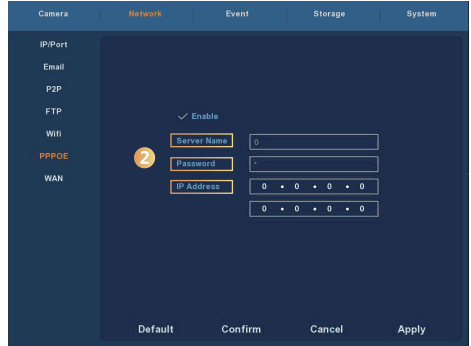 Camera Network Event Storage System
IP/Port
Email
P2P
FTP
Wifi
PPPOE
WAN
✓ Enable
Server Name 0
2
Password *
IP Address 0 • 0 • 0 • 0
0 • 0 • 0 • 0
Default Confirm Cancel Apply